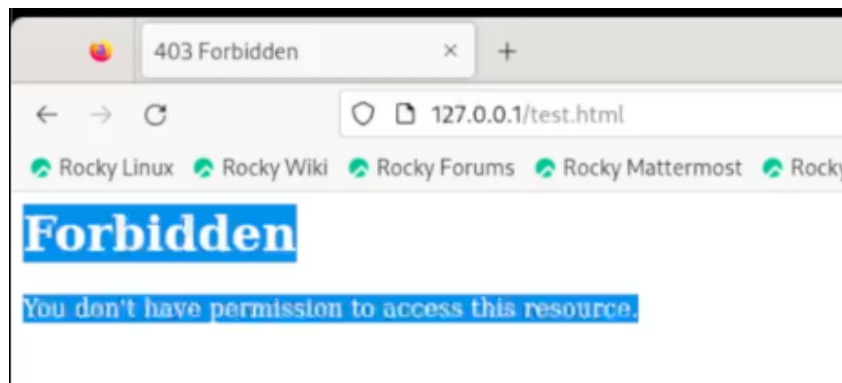 403 Forbidden
127.0.0.1/test.html
Rocky Linux Rocky Wiki Rocky Forums Rocky Mattermost Rocky
Forbidden
You don't have permission to access this resource.